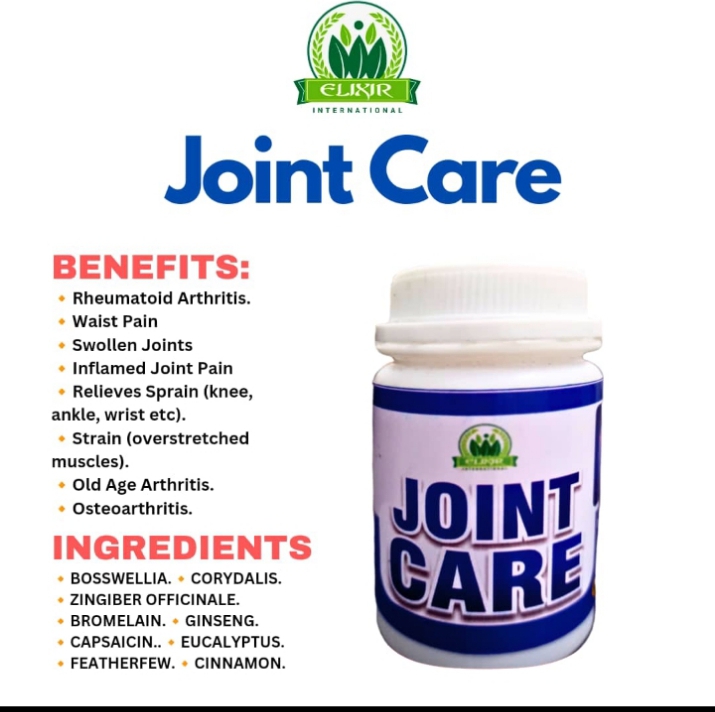 ELIXIR
INTERNATIONAL
Joint Care
BENEFITS:
🔸 Rheumatoid Arthritis.
🔸 Waist Pain
🔸 Swollen Joints
🔸 Inflamed Joint Pain
🔸 Relieves Sprain (knee,
ankle, wrist etc).
🔸 Strain (overstretched
muscles).
🔸 Old Age Arthritis.
🔸 Osteoarthritis.
INGREDIENTS
🔸 BOSSWELLIA. 🔸 CORYDALIS.
🔸 ZINGIBER OFFICINALE.
🔸 BROMELAIN. 🔸 GINSENG.
🔸 CAPSAICIN.. 🔸 EUCALYPTUS.
🔸 FEATHERFEW. 🔸 CINNAMON.
ELIXIR
INTERNATIONAL
JOINT
CARE